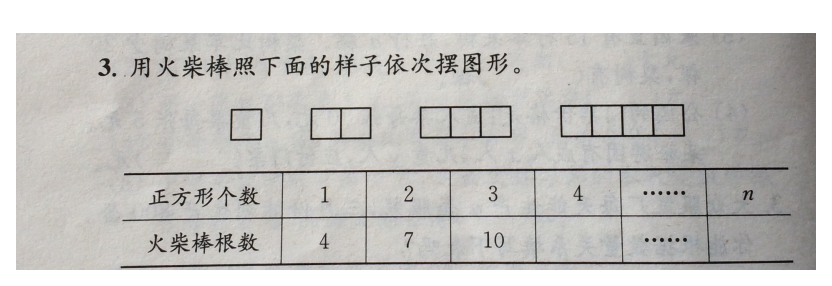 3. 用火柴棒照下面的样子依次摆图形。
正方形个数 1 2 3 4 …… n
火柴棒根数 4 7 10 ……